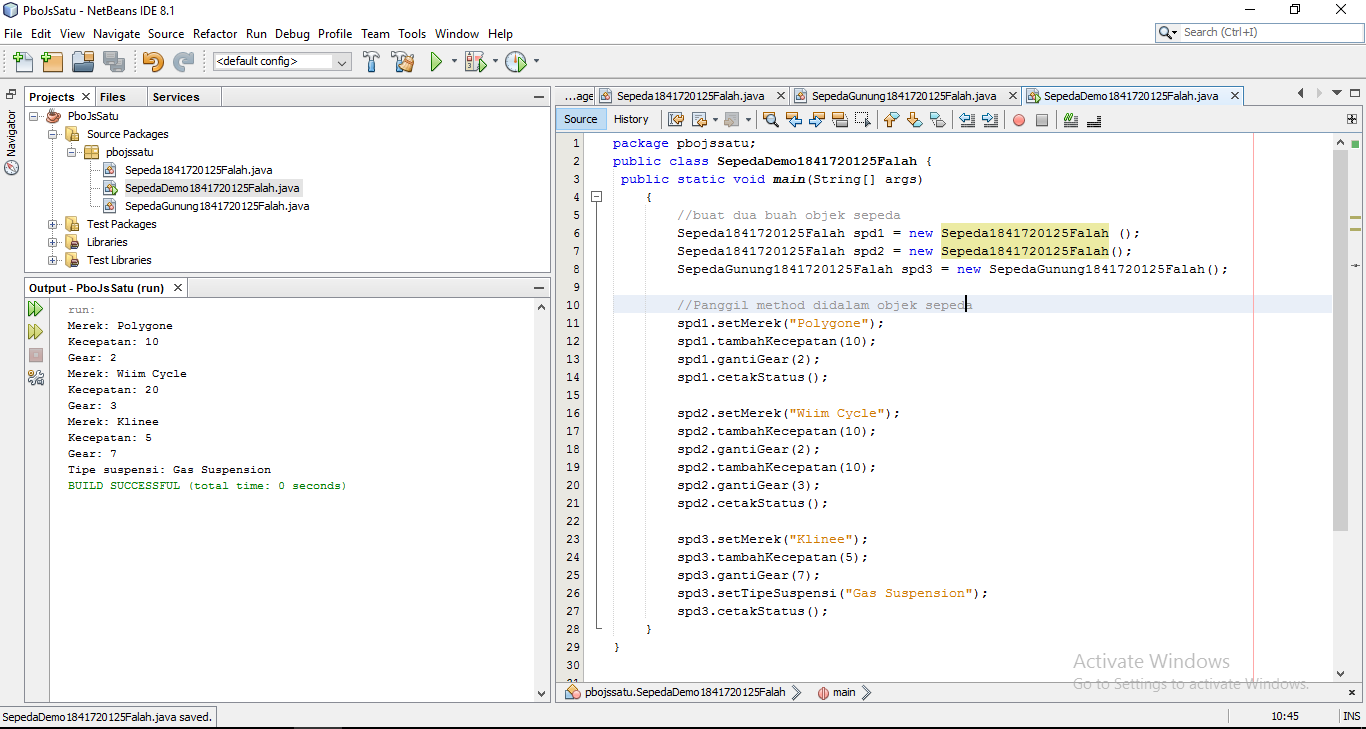 PboJsSatu - NetBeans IDE 8.1
File Edit View Navigate Source Refactor Run Debug Profile Team Tools Window Help
Search (Ctrl+I)
<default config>
Projects Files Services
Navigator
PboJsSatu
Source Packages
pbojssatu
Sepeda1841720125Falah.java
SepedaDemo1841720125Falah.java
SepedaGunung1841720125Falah.java
Test Packages
Libraries
Test Libraries
Output - PboJsSatu (run)
run:
Merek: Polygone
Kecepatan: 10
Gear: 2
Merek: Wiim Cycle
Kecepatan: 20
Gear: 3
Merek: Klinee
Kecepatan: 5
Gear: 7
Tipe suspensi: Gas Suspension
BUILD SUCCESSFUL (total time: 0 seconds)
...age Sepeda1841720125Falah.java SepedaGunung1841720125Falah.java SepedaDemo1841720125Falah.java
Source History
1 package pbojssatu;
2 public class SepedaDemo1841720125Falah {
3 public static void main(String[] args)
4 {
5 //buat dua buah objek sepeda
6 Sepeda1841720125Falah spd1 = new Sepeda1841720125Falah ();
7 Sepeda1841720125Falah spd2 = new Sepeda1841720125Falah();
8 SepedaGunung1841720125Falah spd3 = new SepedaGunung1841720125Falah();
9
10 //Panggil method didalam objek sepeda
11 spd1.setMerek("Polygone");
12 spd1.tambahKecepatan(10);
13 spd1.gantiGear(2);
14 spd1.cetakStatus();
15
16 spd2.setMerek("Wiim Cycle");
17 spd2.tambahKecepatan(10);
18 spd2.gantiGear(2);
19 spd2.tambahKecepatan(10);
20 spd2.gantiGear(3);
21 spd2.cetakStatus();
22
23 spd3.setMerek("Klinee");
24 spd3.tambahKecepatan(5);
25 spd3.gantiGear(7);
26 spd3.setTipeSuspensi("Gas Suspension");
27 spd3.cetakStatus();
28 }
29 }
30
31
Activate Windows
Go to Settings to activate Windows.
pbojssatu.SepedaDemo1841720125Falah main
SepedaDemo1841720125Falah.java saved.
10:45 INS